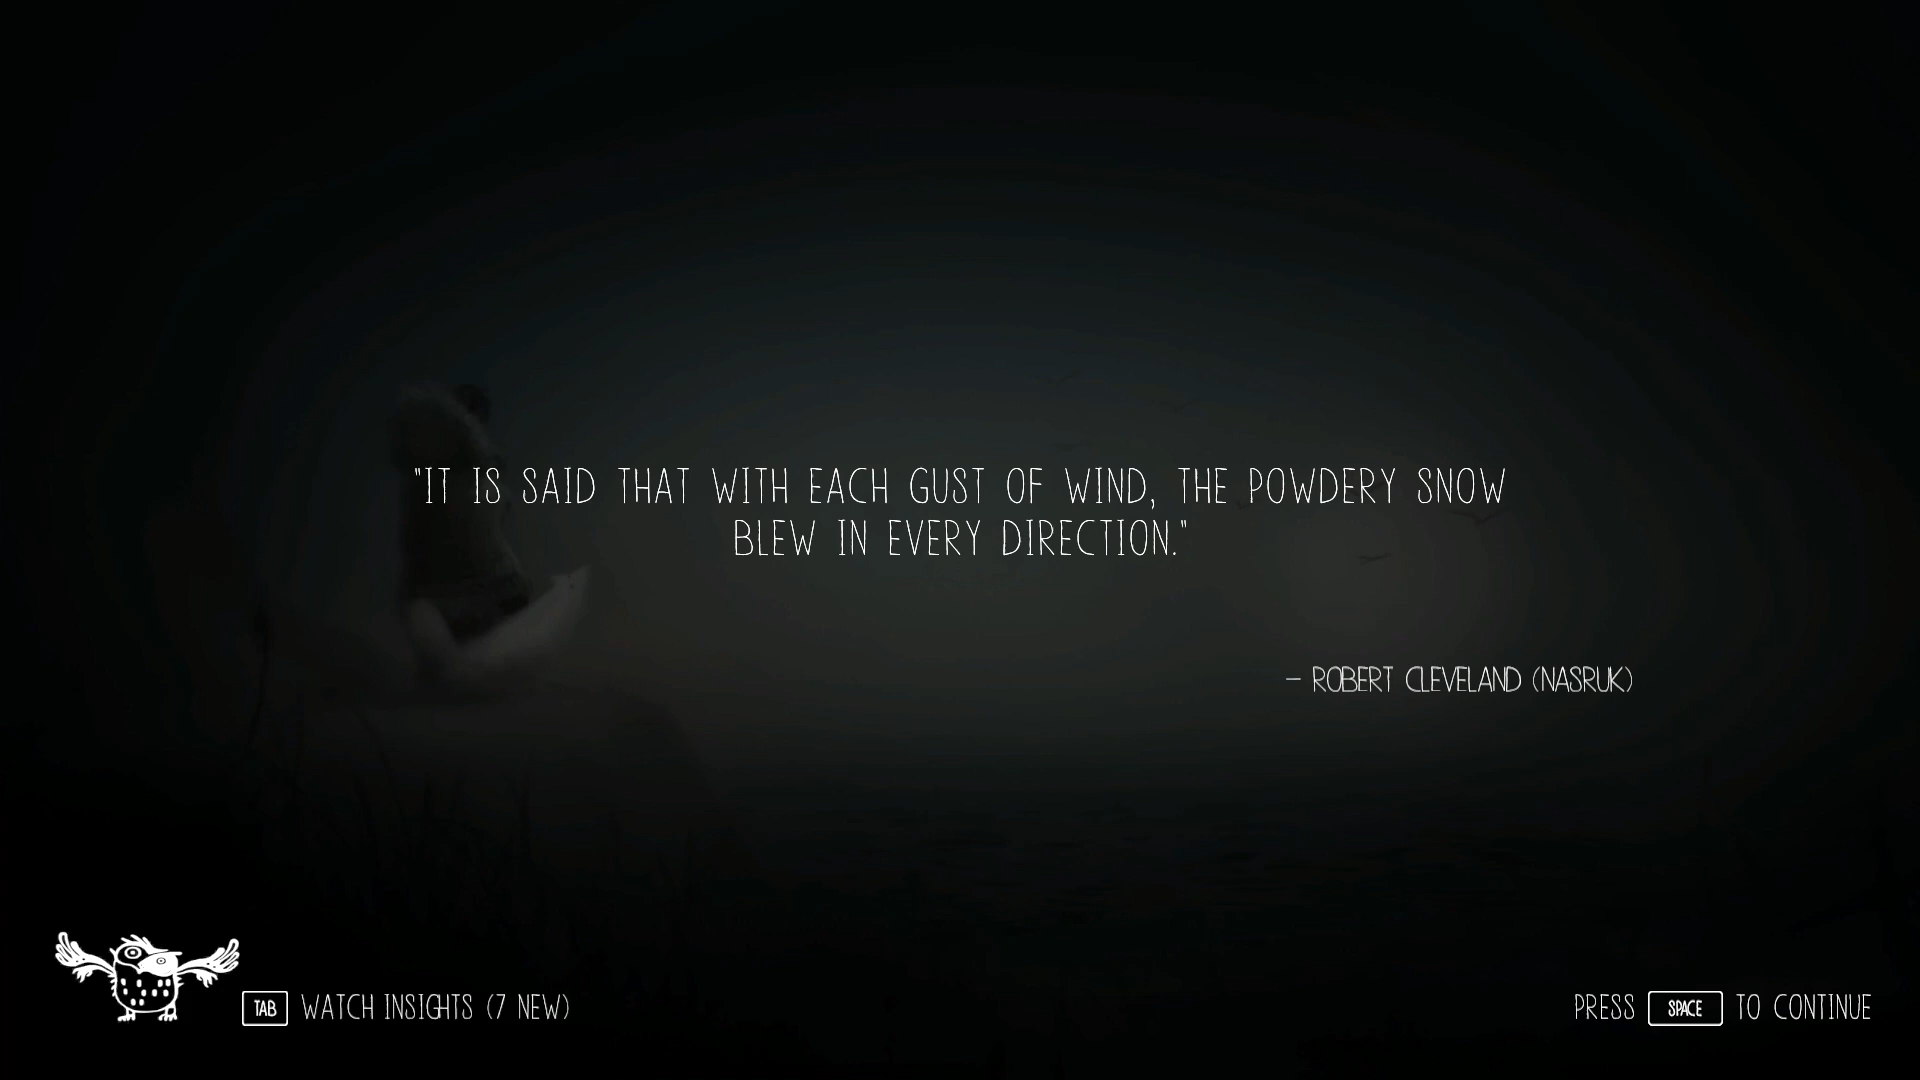 "IT IS SAID THAT WITH EACH GUST OF WIND, THE POWDERY SNOW
BLEW IN EVERY DIRECTION."
– ROBERT CLEVELAND (NASRUK)
TAB WATCH INSIGHTS (7 NEW)
PRESS SPACE TO CONTINUE